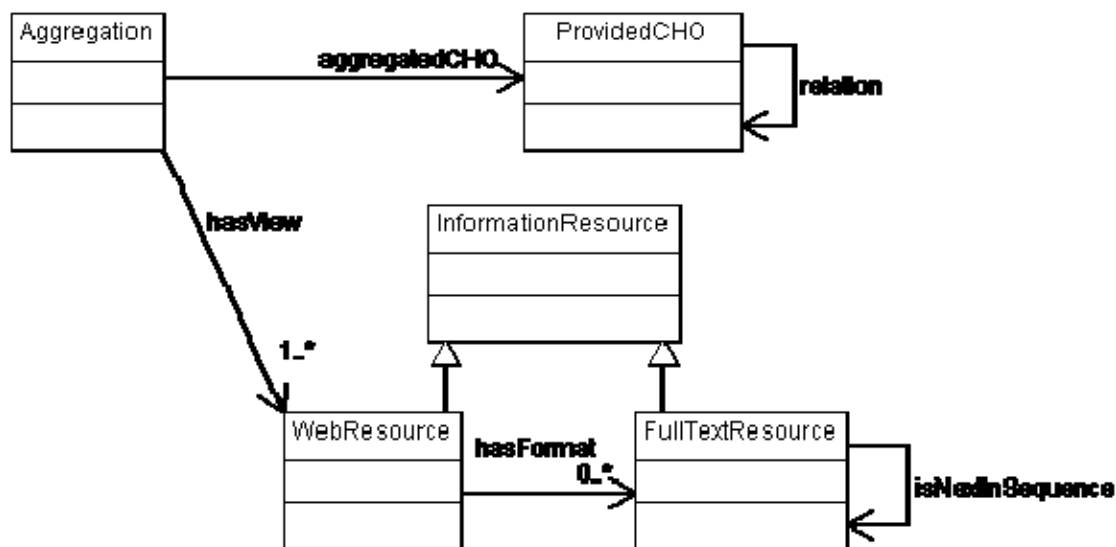 Aggregation
ProvidedCHO
aggregatedCHO
relation
hasView
InformationResource
1..*
WebResource
hasFormat
0..*
FullTextResource
isNextInSequence